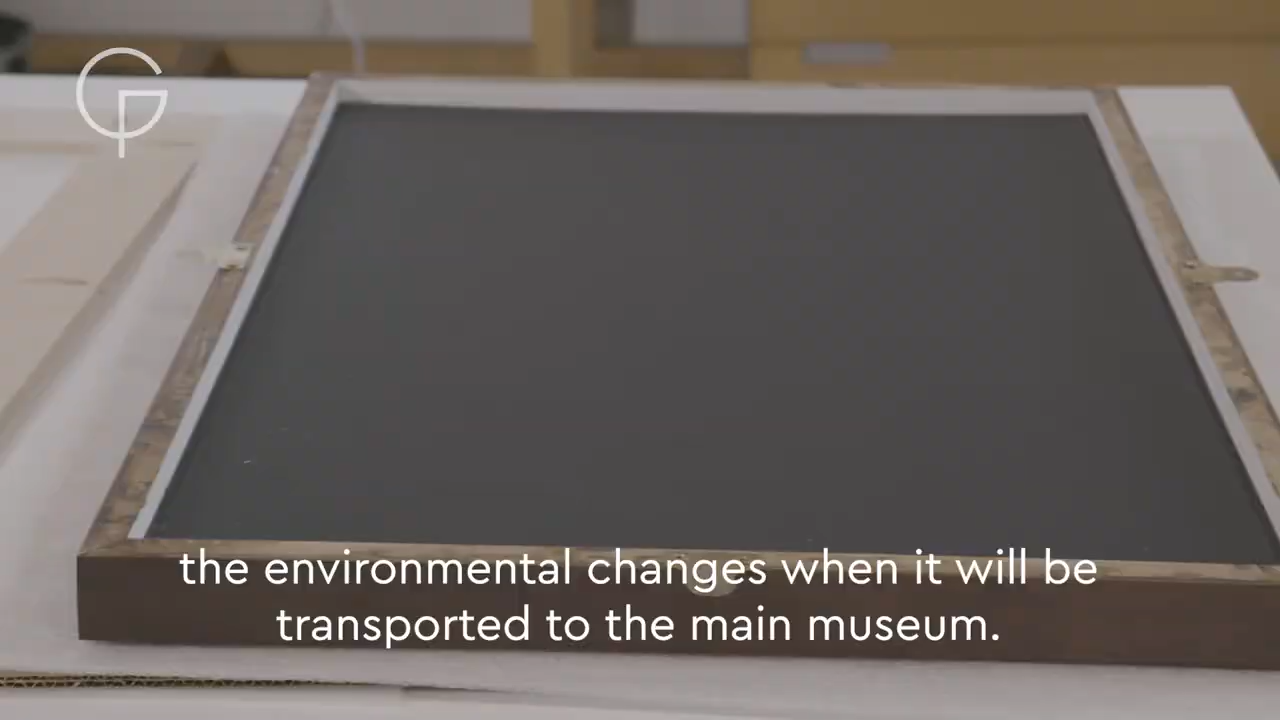 the environmental changes when it will be
transported to the main museum.